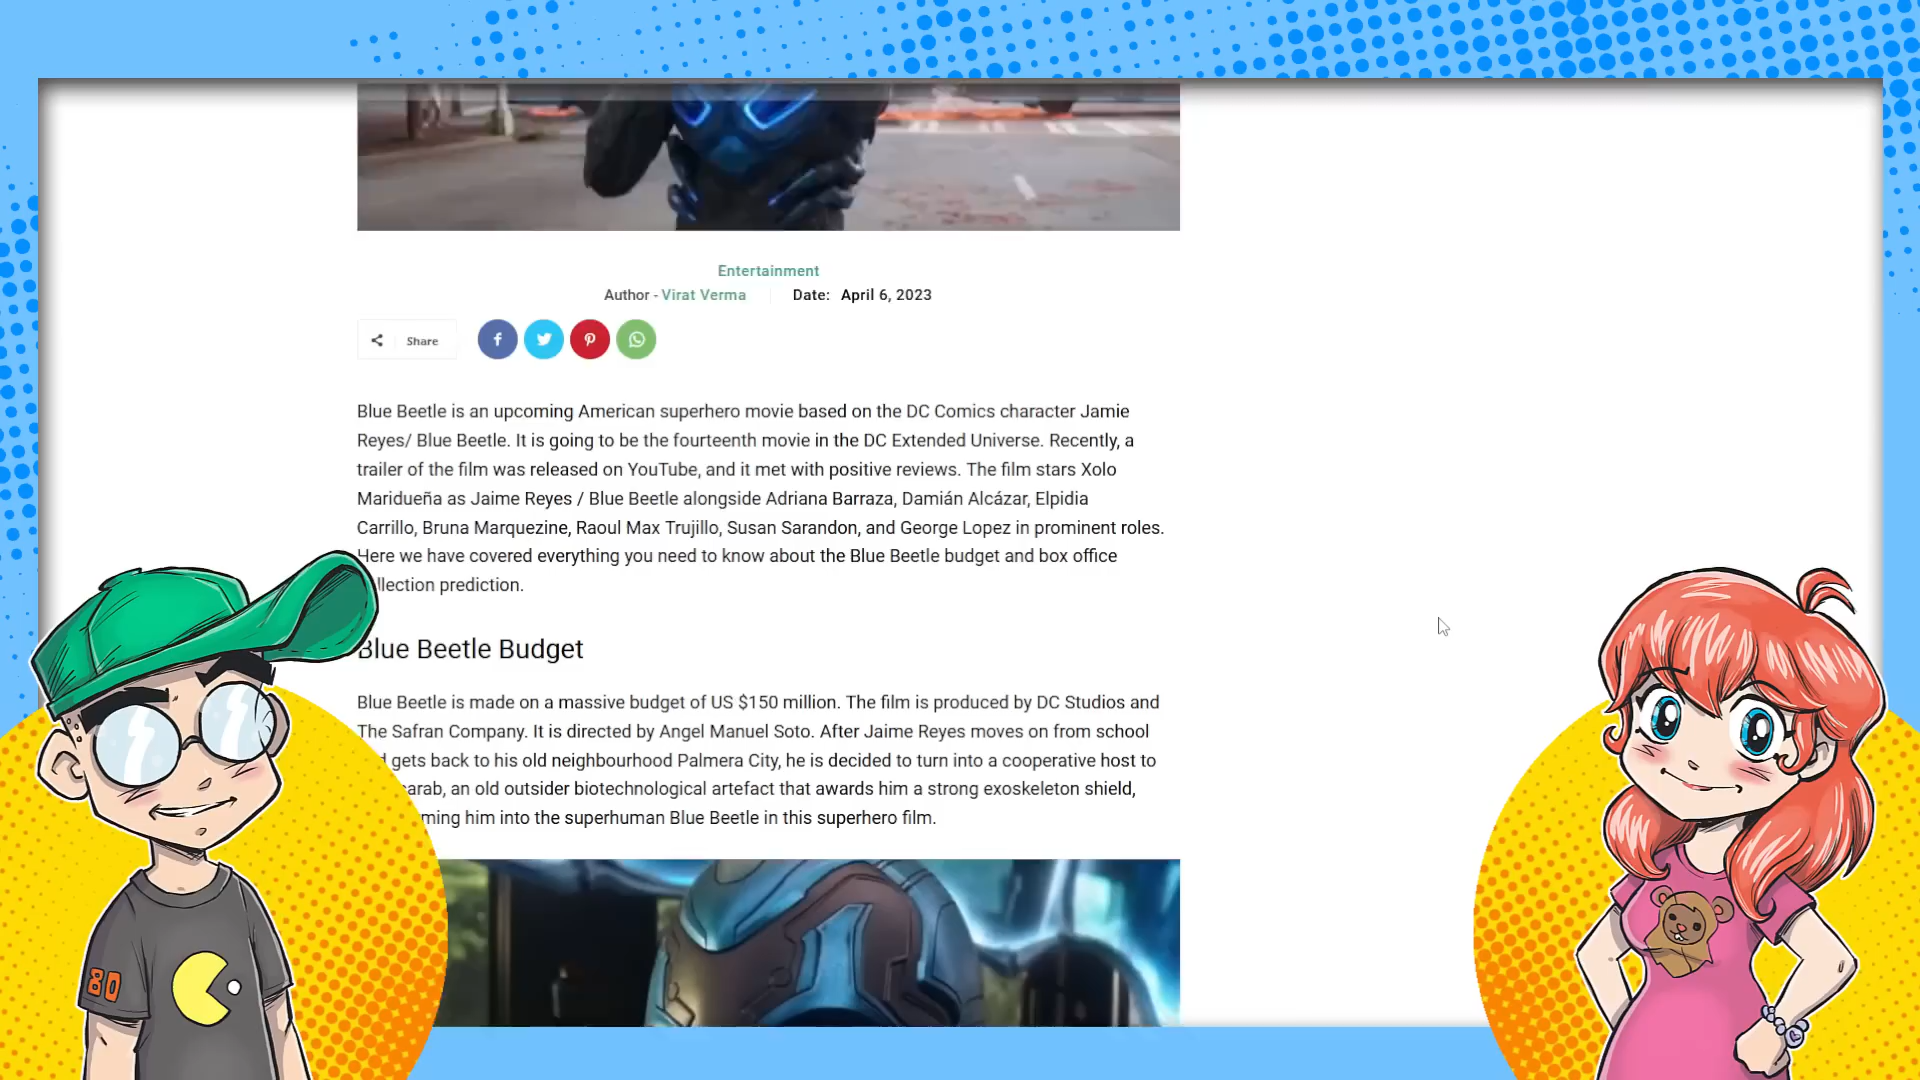 Entertainment
Author - Virat Verma Date: April 6, 2023
Share
Blue Beetle is an upcoming American superhero movie based on the DC Comics character Jamie
Reyes/ Blue Beetle. It is going to be the fourteenth movie in the DC Extended Universe. Recently, a
trailer of the film was released on YouTube, and it met with positive reviews. The film stars Xolo
Maridueña as Jaime Reyes / Blue Beetle alongside Adriana Barraza, Damián Alcázar, Elpidia
Carrillo, Bruna Marquezine, Raoul Max Trujillo, Susan Sarandon, and George Lopez in prominent roles.
Here we have covered everything you need to know about the Blue Beetle budget and box office
llection prediction.
Blue Beetle Budget
Blue Beetle is made on a massive budget of US $150 million. The film is produced by DC Studios and
The Safran Company. It is directed by Angel Manuel Soto. After Jaime Reyes moves on from school
gets back to his old neighbourhood Palmera City, he is decided to turn into a cooperative host to
arab, an old outsider biotechnological artefact that awards him a strong exoskeleton shield,
ming him into the superhuman Blue Beetle in this superhero film.
80